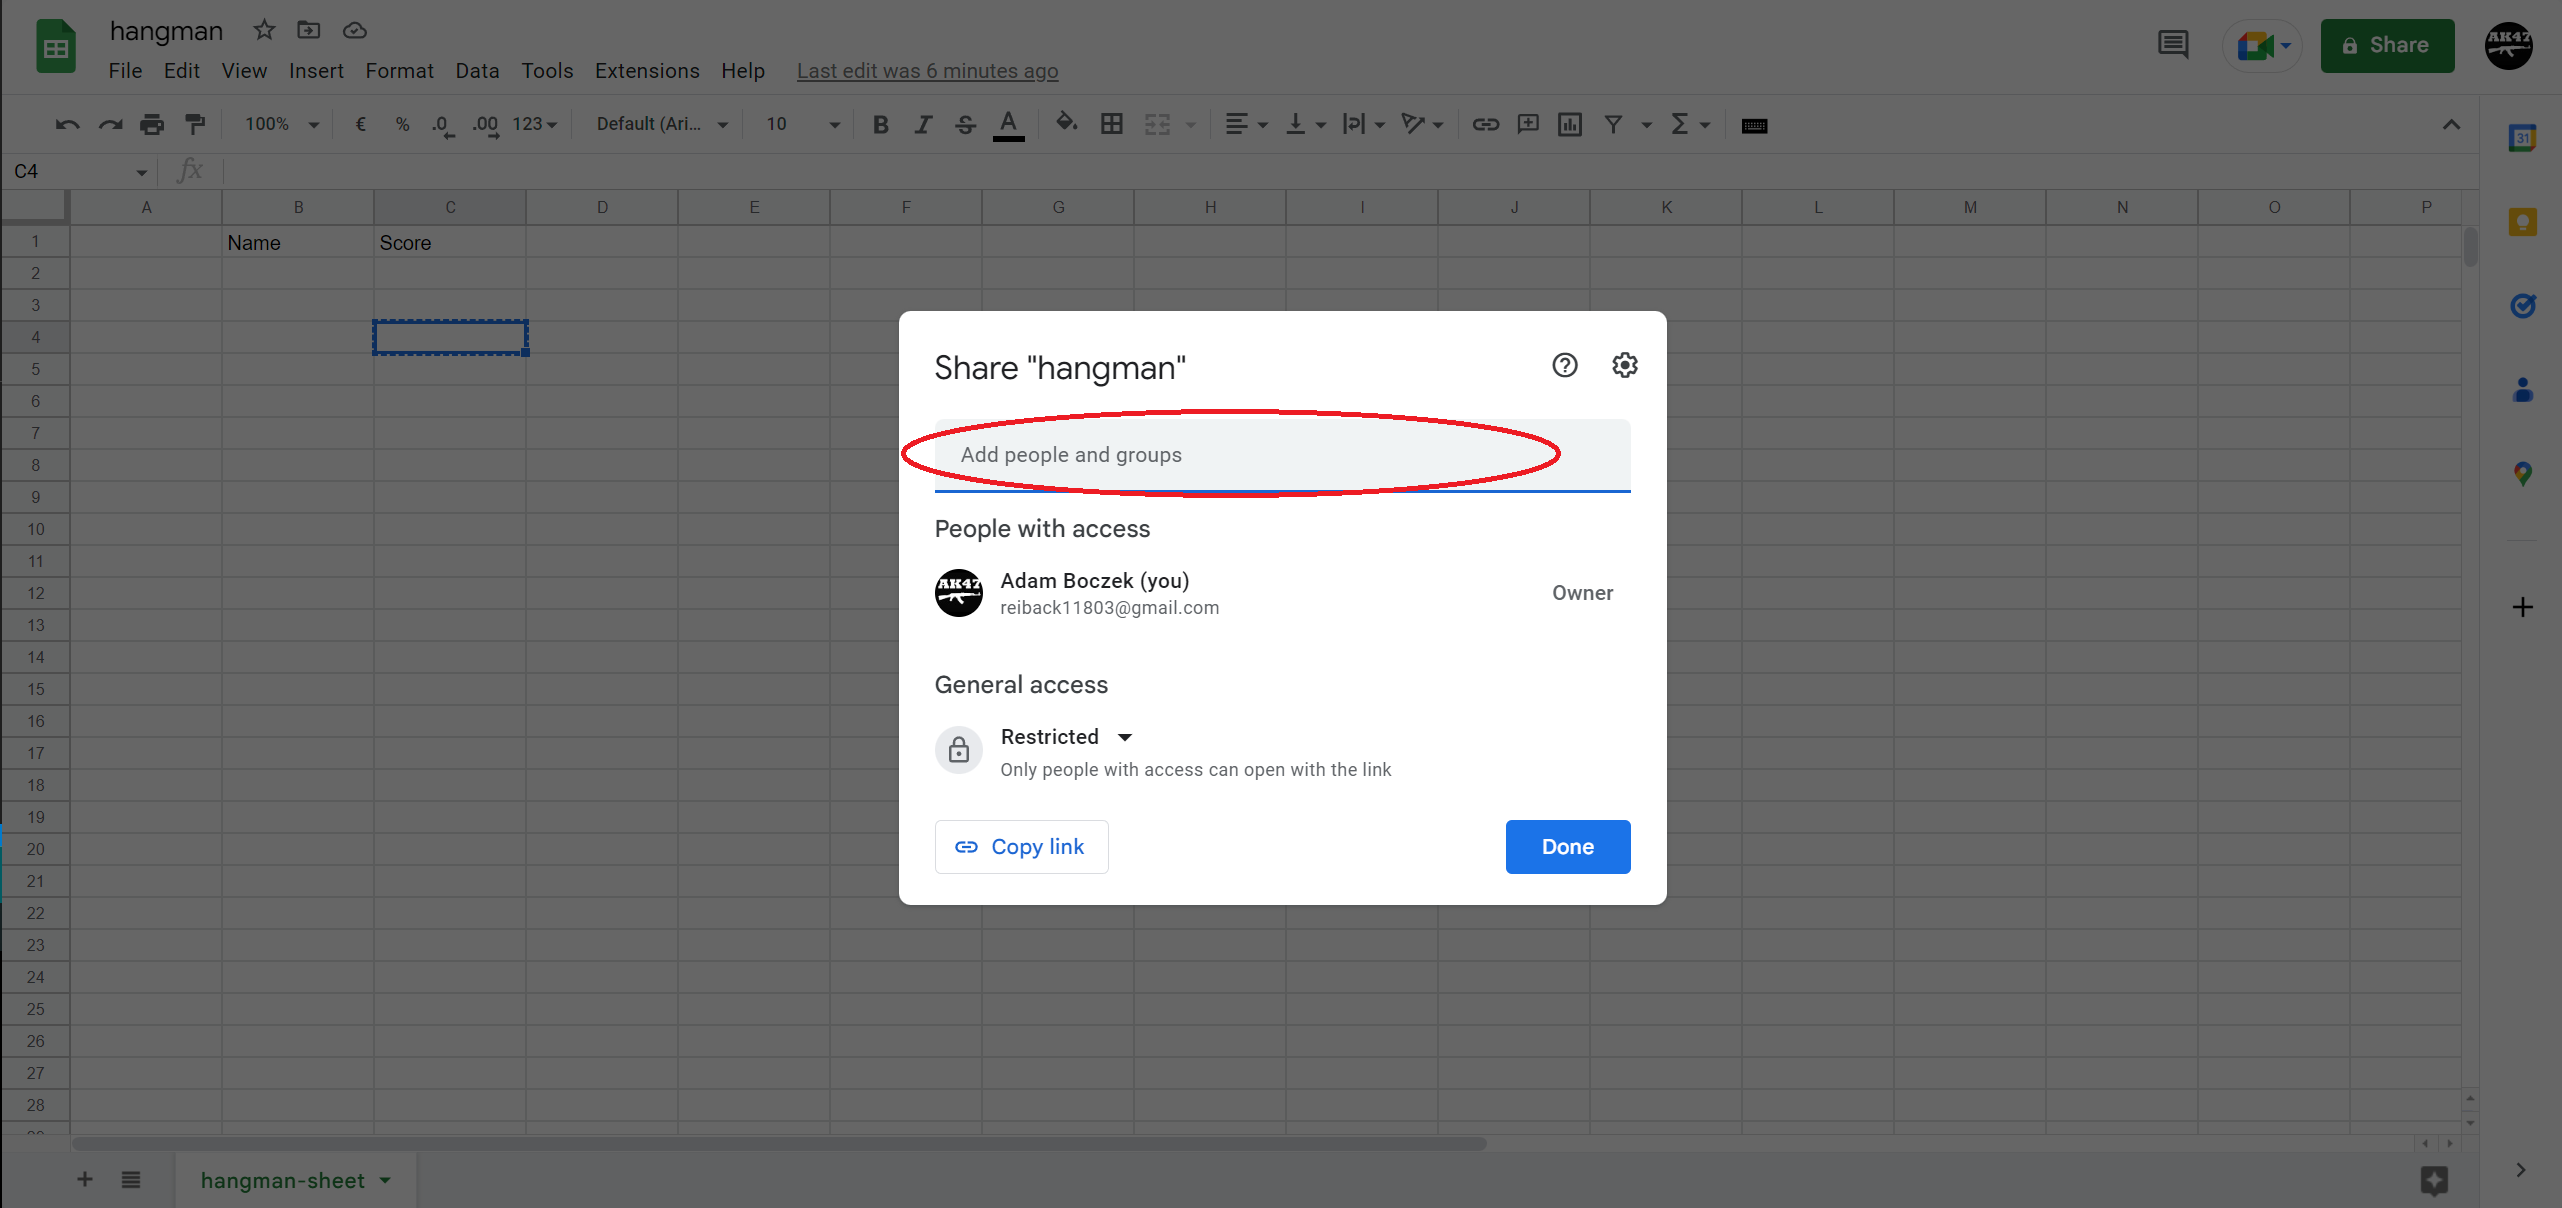 hangman
File Edit View Insert Format Data Tools Extensions Help Last edit was 6 minutes ago
Share
AK47
100% € % .0 .00 123 Default (Ari... 10 B I S A
31
C4 fx
A B C D E F G H I J K L M N O P
1 Name Score
2
3
4
5
6
7
8
9
10
11
12
13
14
15
16
17
18
19
20
21
22
23
24
25
26
27
28
Share "hangman"
Add people and groups
People with access
AK47
Adam Boczek (you)
reiback11803@gmail.com
Owner
General access
Restricted
Only people with access can open with the link
Copy link
Done
hangman-sheet